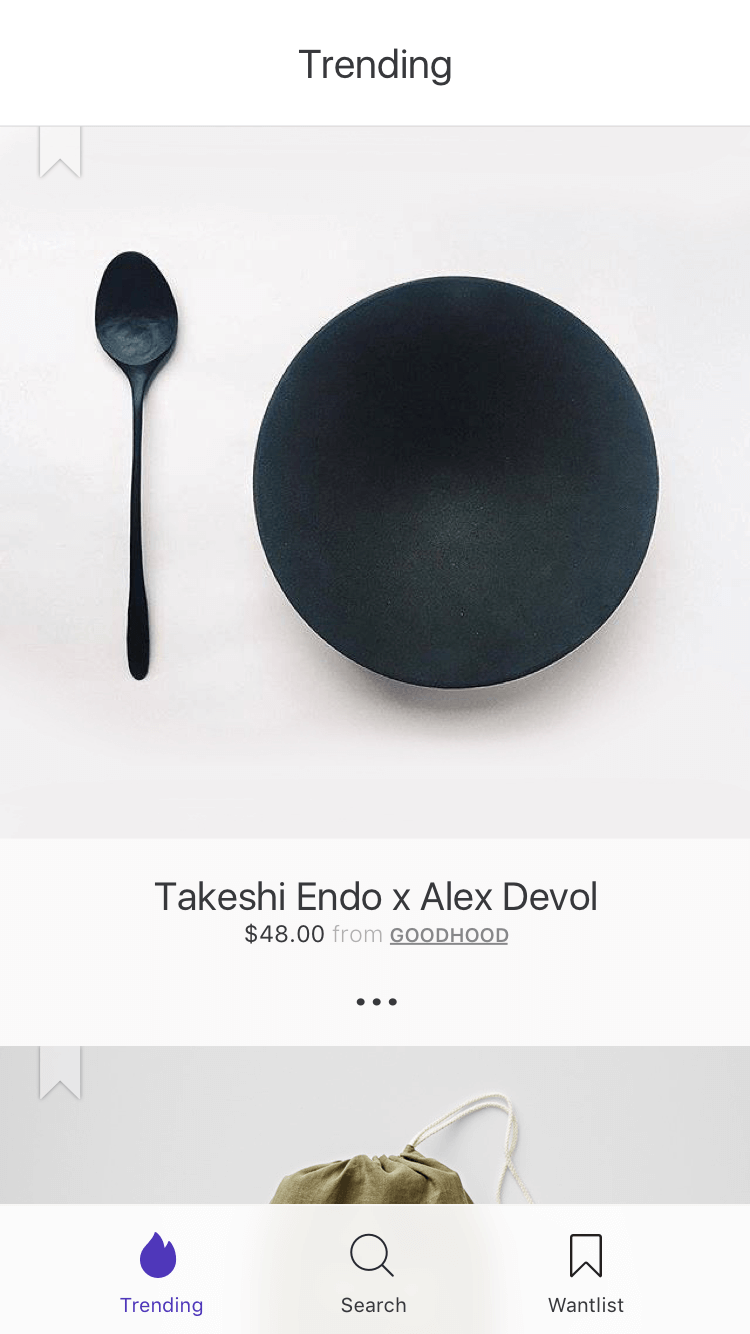 Trending
Takeshi Endo x Alex Devol
$48.00 from GOODHOOD
Trending
Search
Wantlist